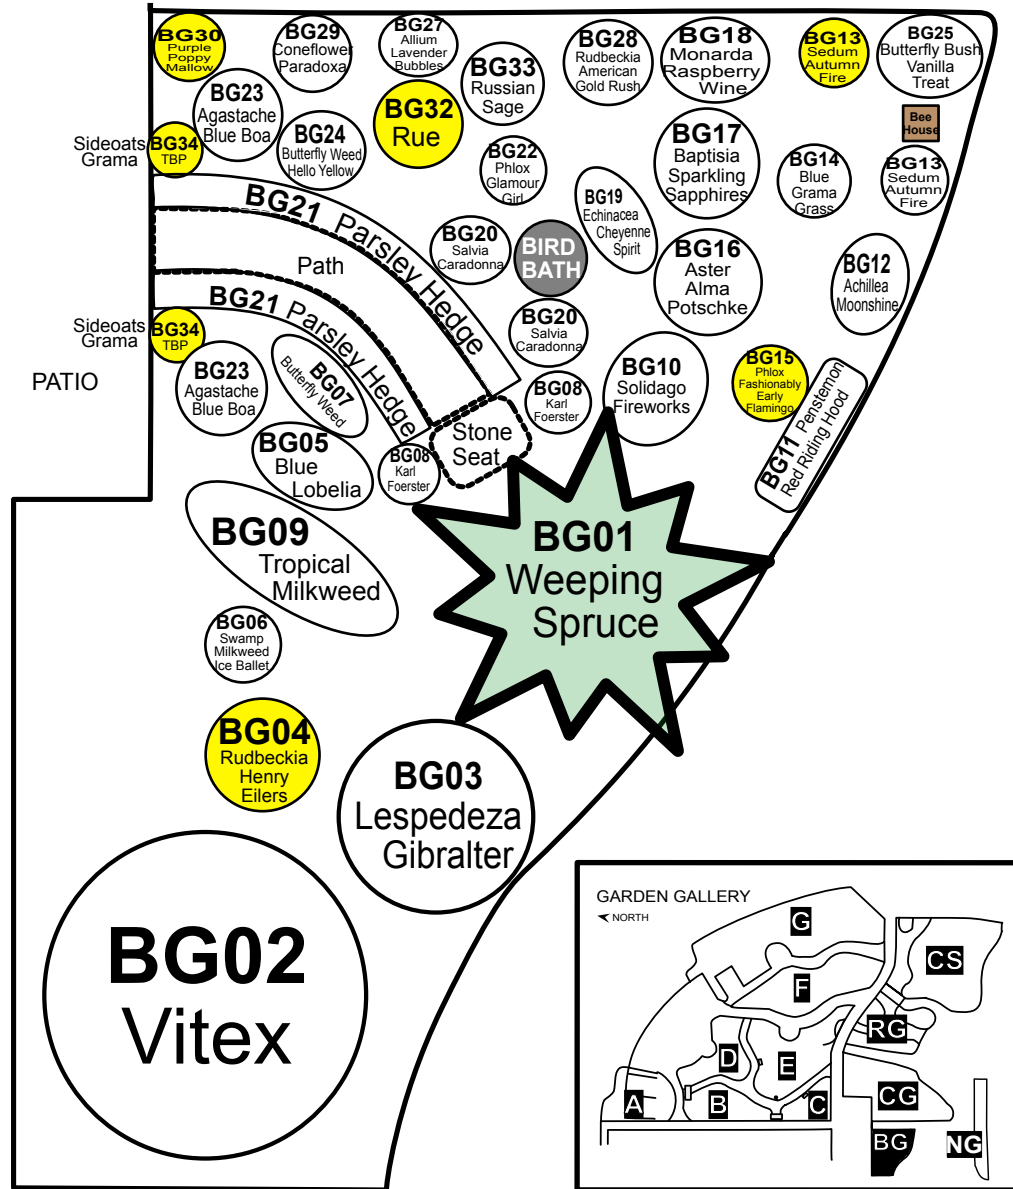 BG30
Purple
Poppy
Mallow
BG29
Coneflower
Paradoxa
BG27
Allium
Lavender
Bubbles
BG33
Russian
Sage
BG28
Rudbeckia
American
Gold Rush
BG18
Monarda
Raspberry
Wine
BG13
Sedum
Autumn
Fire
BG25
Butterfly Bush
Vanilla
Treat
BG23
Agastache
Blue Boa
BG32
Rue
Bee
House
Sideoats
Grama
BG34
TBP
BG24
Butterfly Weed
Hello Yellow
BG22
Phlox
Glamour
Girl
BG17
Baptisia
Sparkling
Sapphires
BG14
Blue
Grama
Grass
BG13
Sedum
Autumn
Fire
BG21 Parsley Hedge
BG19
Echinacea
Cheyenne
Spirit
BG20
Salvia
Caradonna
BIRD
BATH
BG16
Aster
Alma
Potschke
BG12
Achillea
Moonshine
Path
BG21 Parsley Hedge
Sideoats
Grama
BG34
TBP
BG20
Salvia
Caradonna
PATIO
BG23
Agastache
Blue Boa
BG07
Butterfly Weed
BG08
Karl
Foerster
BG10
Solidago
Fireworks
BG15
Phlox
Fashionably
Early
Flamingo
BG11 Penstemon
Red Riding Hood
BG05
Blue
Lobelia
BG08
Karl
Foerster
Stone
Seat
BG09
Tropical
Milkweed
BG01
Weeping
Spruce
BG06
Swamp
Milkweed
Ice Ballet
BG04
Rudbeckia
Henry
Eilers
BG03
Lespedeza
Gibralter
BG02
Vitex
GARDEN GALLERY
NORTH
G
CS
F
RG
D
E
A
B
C
CG
BG
NG